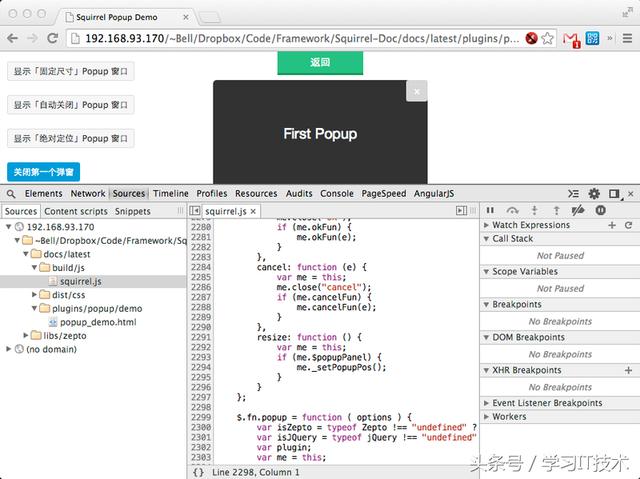 Squirrel Popup Demo
192.168.93.170/~Bell/Dropbox/Code/Framework/Squirrel-Doc/docs/latest/plugins/p...
1
显示「固定尺寸」Popup 窗口
显示「自动关闭」Popup 窗口
显示「绝对定位」Popup 窗口
关闭第一个弹窗
返回
×
First Popup
Elements Network Sources Timeline Profiles Resources Audits Console PageSpeed AngularJS
Sources Content scripts Snippets
192.168.93.170
~Bell/Dropbox/Code/Framework/Sq
docs/latest
build/js
squirrel.js
dist/css
plugins/popup/demo
popup_demo.html
libs/zepto
(no domain)
squirrel.js ×
2280 if (me.okFun) {
2281 me.okFun(e);
2282 }
2283 },
2284 cancel: function (e) {
2285 var me = this;
2286 me.close("cancel");
2287 if (me.cancelFun) {
2288 me.cancelFun(e);
2289 }
2290 },
2291 resize: function () {
2292 var me = this;
2293 if (me.$popupPanel) {
2294 me._setPopupPos();
2295 }
2296 }
2297 };
2298
2299 $.fn.popup = function ( options ) {
2300 var isZepto = typeof Zepto !== "undefined" ?
2301 var isJQuery = typeof jQuery !== "undefined"
2302 var plugin;
2303 var me = this;
{} Line 2298, Column 1
Watch Expressions
Call Stack
Not Paused
Scope Variables
Not Paused
Breakpoints
No Breakpoints
DOM Breakpoints
No Breakpoints
XHR Breakpoints
No Breakpoints
Event Listener Breakpoints
Workers
头条号 / 学习IT技术